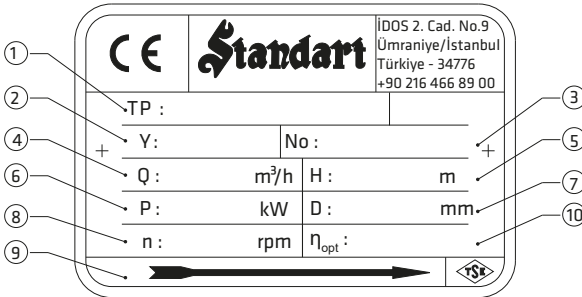 CE Standart
İDOS 2. Cad. No.9
Ümraniye/İstanbul
Türkiye - 34776
+90 216 466 89 00
1 TP :
2 Y: No : 3
4 Q : m³/h H : m 5
6 P : kW D : mm 7
8 n : rpm ηopt : 10
9 TSE